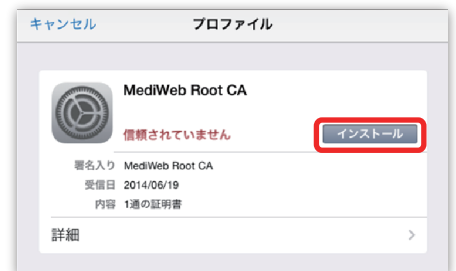 キャンセル プロファイル
MediWeb Root CA
信頼されていません インストール
署名入り MediWeb Root CA
受信日 2014/06/19
内容 1通の証明書
詳細